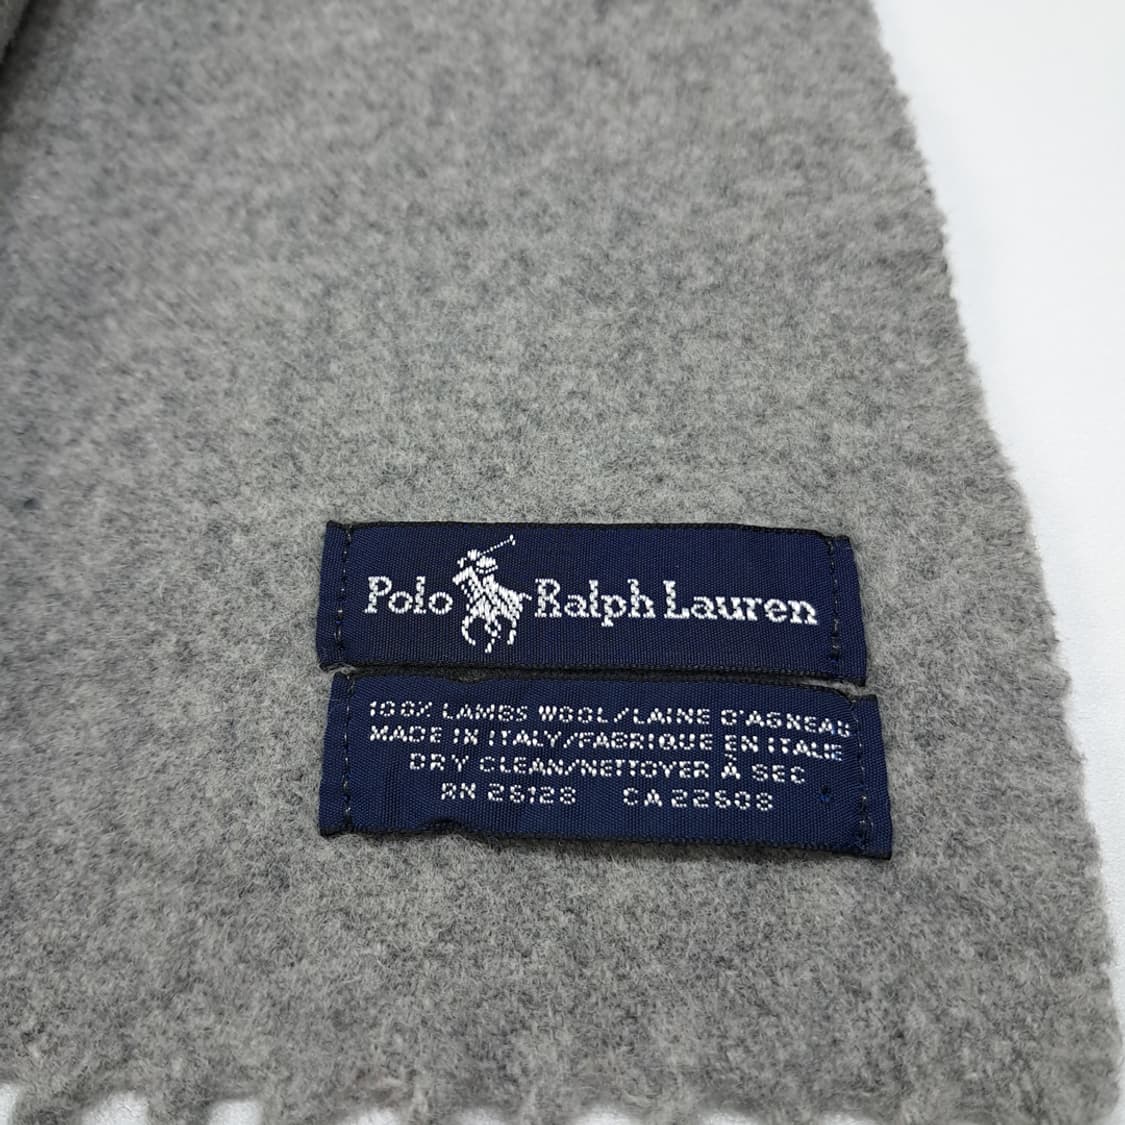 Polo Ralph Lauren
100% LAMBS WOOL/LAINE D'AGNEAU
MADE IN ITALY/FABRIQUE EN ITALIE
DRY CLEAN/NETTOYER À SEC
RN 26128 CA 22608